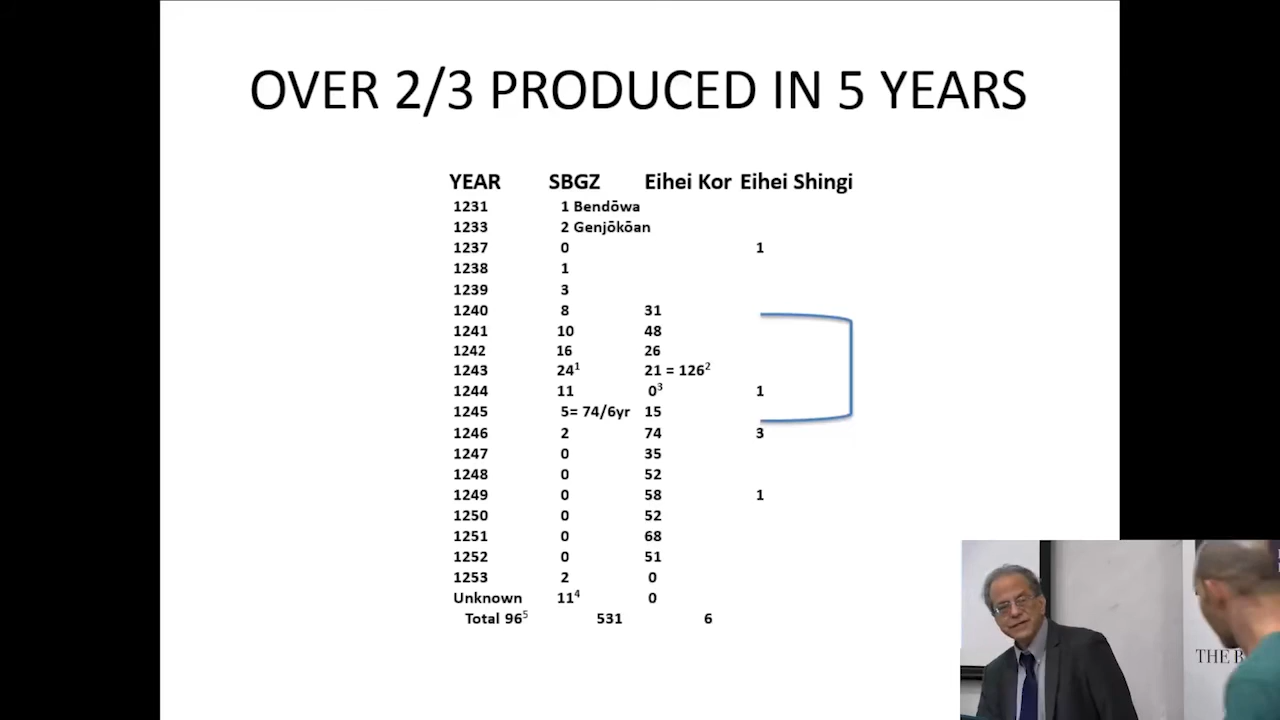 OVER 2/3 PRODUCED IN 5 YEARS
YEAR SBGZ Eihei Kor Eihei Shingi
1231 1 Bendōwa
1233 2 Genjōkōan
1237 0 1
1238 1
1239 3
1240 8 31
1241 10 48
1242 16 26
1243 24¹ 21 = 126²
1244 11 0³ 1
1245 5= 74/6yr 15
1246 2 74 3
1247 0 35
1248 0 52
1249 0 58 1
1250 0 52
1251 0 68
1252 0 51
1253 2 0
Unknown 11⁴ 0
Total 96⁵ 531 6
THE